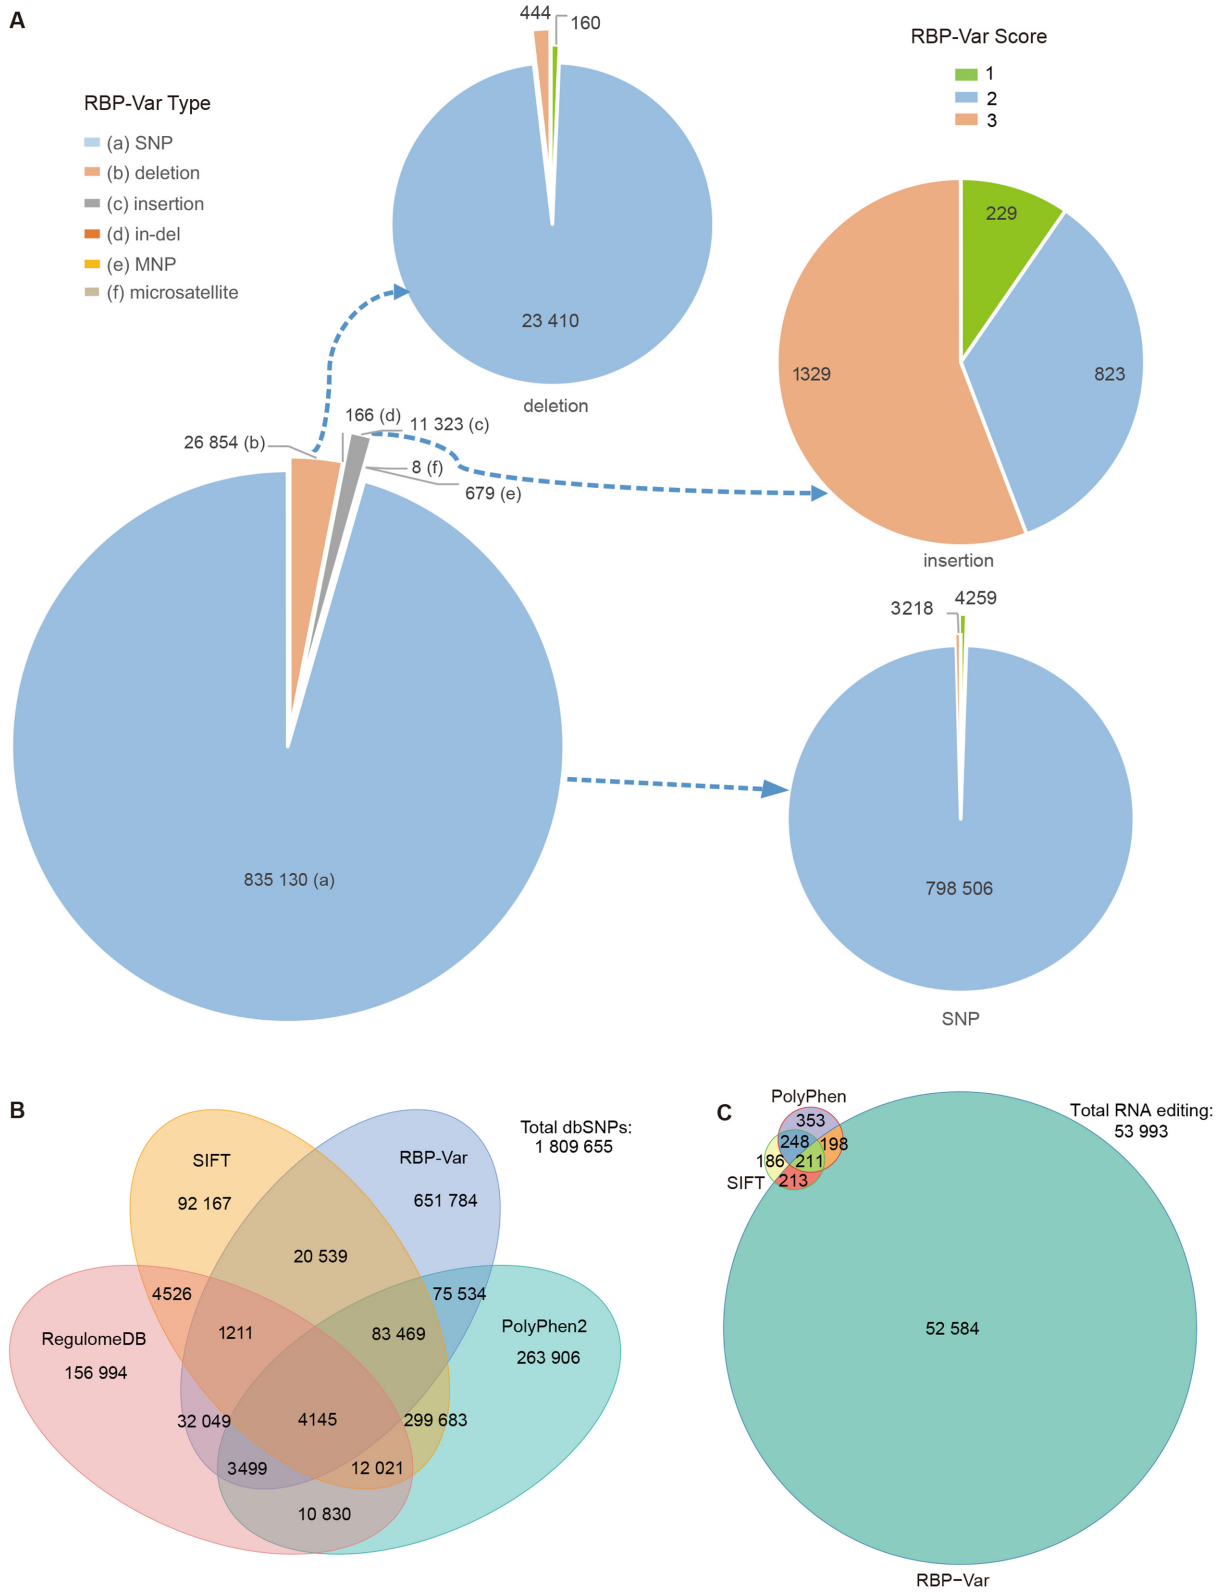 A
444
160
RBP-Var Score
1
2
3
RBP-Var Type
(a) SNP
(b) deletion
(c) insertion
(d) in-del
(e) MNP
(f) microsatellite
23 410
deletion
229
1329
823
insertion
26 854 (b)
166 (d)
11 323 (c)
8 (f)
679 (e)
835 130 (a)
3218
4259
798 506
SNP
B
Total dbSNPs:
1 809 655
SIFT
92 167
RBP-Var
651 784
20 539
4526
75 534
1211
83 469
RegulomeDB
156 994
PolyPhen2
263 906
32 049
4145
299 683
3499
12 021
10 830
C
PolyPhen
353
248
198
186
211
SIFT
213
Total RNA editing:
53 993
52 584
RBP−Var